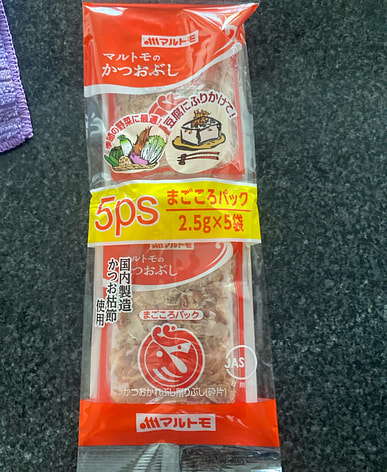 マルトモ
マルトモの
かつおぶし
季節の野菜に最適!
豆腐にふりかけて!
5ps
まごころパック
2.5g×5袋
マルトモ
マルトモの
かつおぶし
国内製造
かつお枯節
使用
まごころパック
JAS
かつおかれぶし削りぶし(砕片)
マルトモ